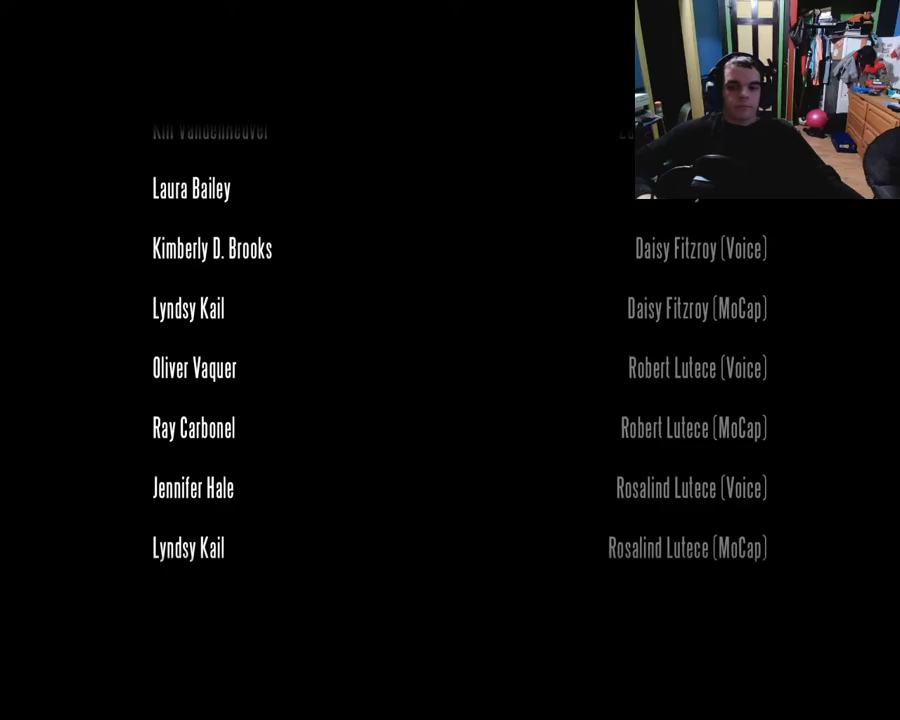 Laura Bailey
Kimberly D. Brooks Daisy Fitzroy (Voice)
Lyndsy Kail Daisy Fitzroy (MoCap)
Oliver Vaquer Robert Lutece (Voice)
Ray Carbonel Robert Lutece (MoCap)
Jennifer Hale Rosalind Lutece (Voice)
Lyndsy Kail Rosalind Lutece (MoCap)